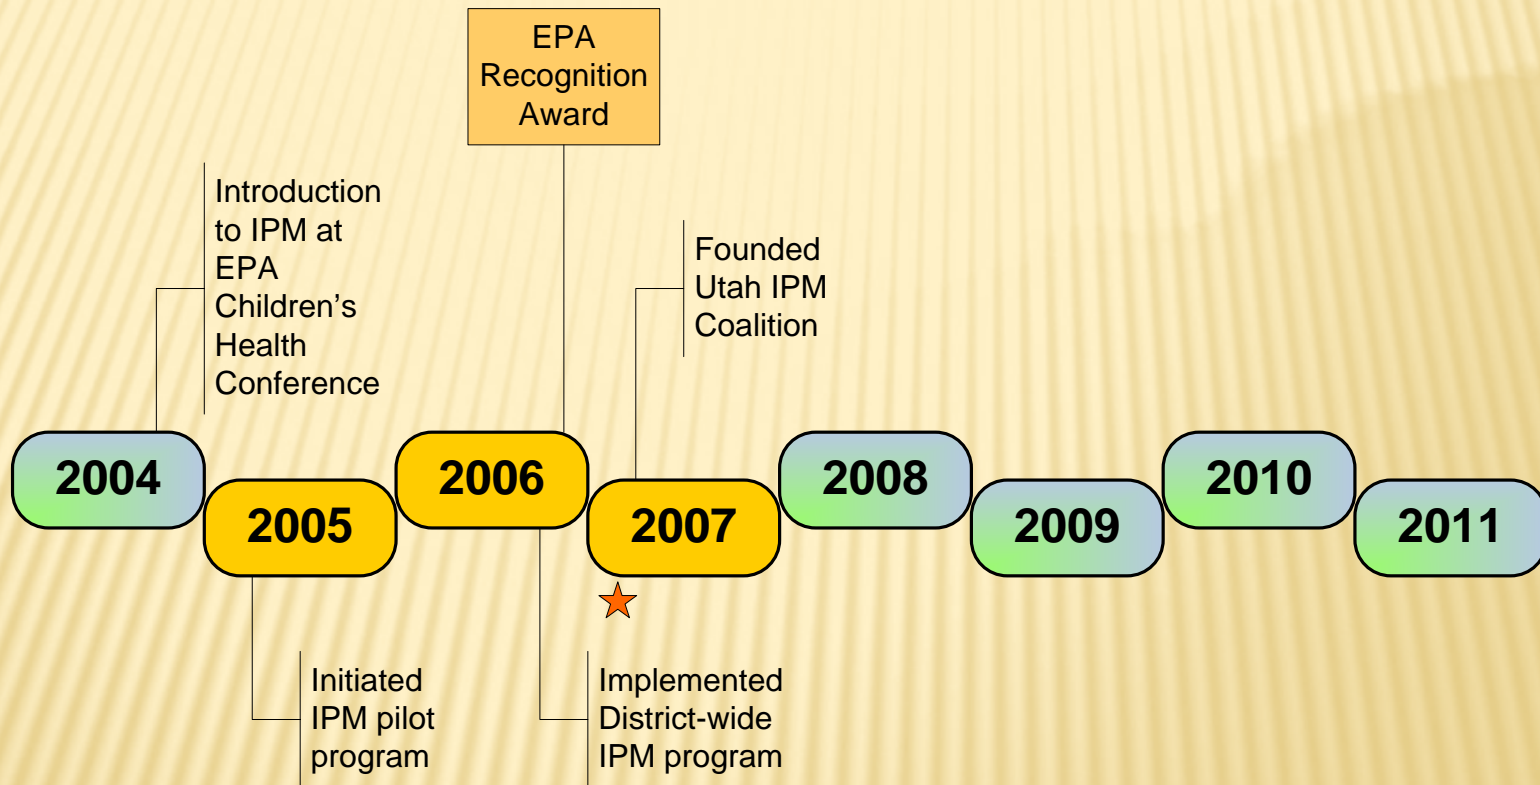 EPA
Recognition
Award
Introduction
to IPM at
EPA
Children’s
Health
Conference
Founded
Utah IPM
Coalition
2004
2005
2006
2007
2008
2009
2010
2011
Initiated
IPM pilot
program
Implemented
District-wide
IPM program